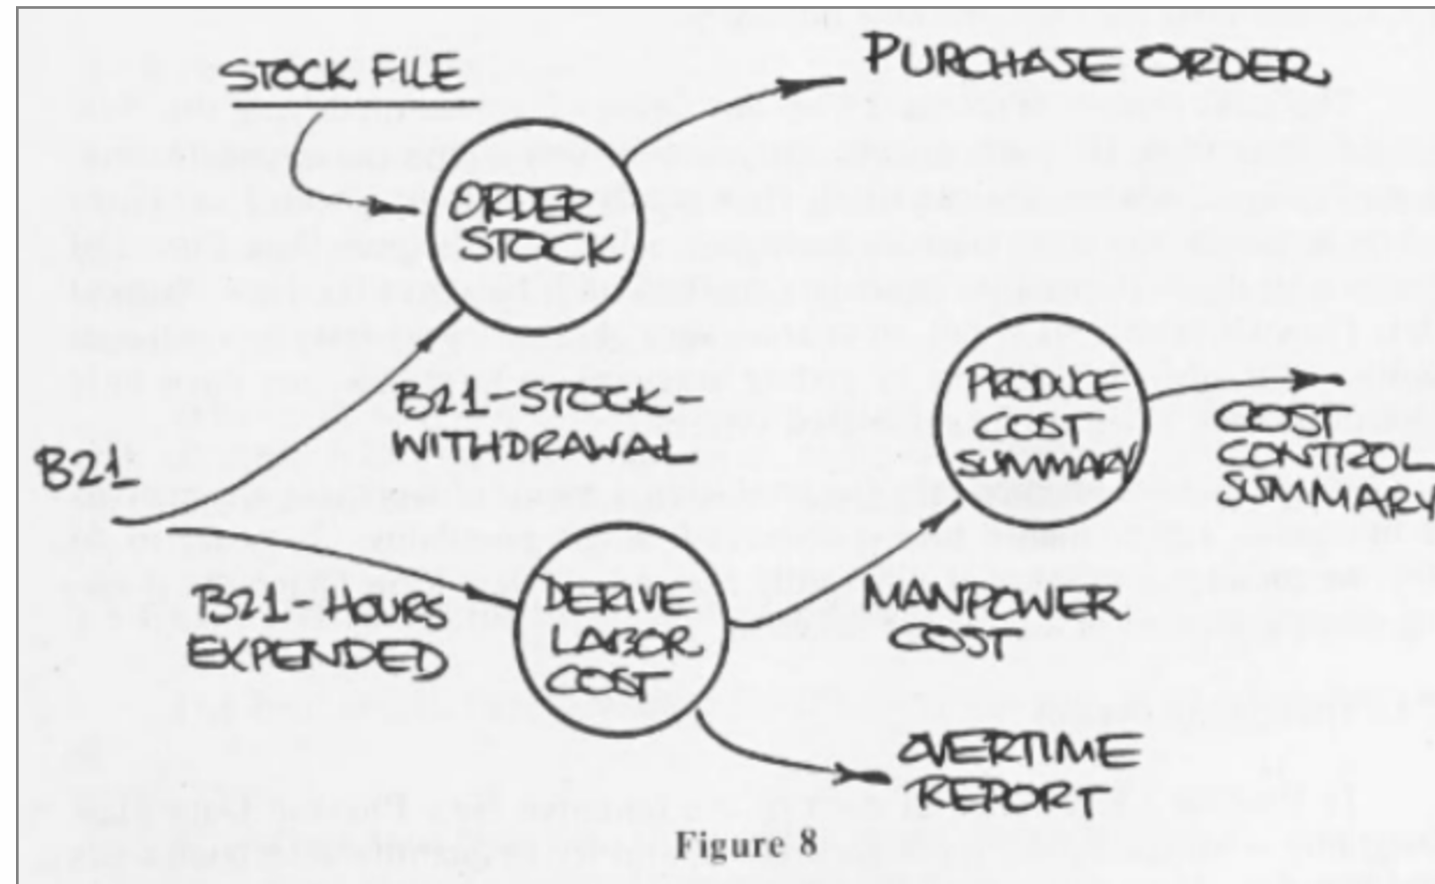 STOCK FILE
PURCHASE ORDER
ORDER
STOCK
B21-STOCK-
WITHDRAWAL
B21
PRODUCE
COST
SUMMARY
COST
CONTROL
SUMMARY
B21-HOURS
EXPENDED
DERIVE
LABOR
COST
MANPOWER
COST
OVERTIME
REPORT
Figure 8